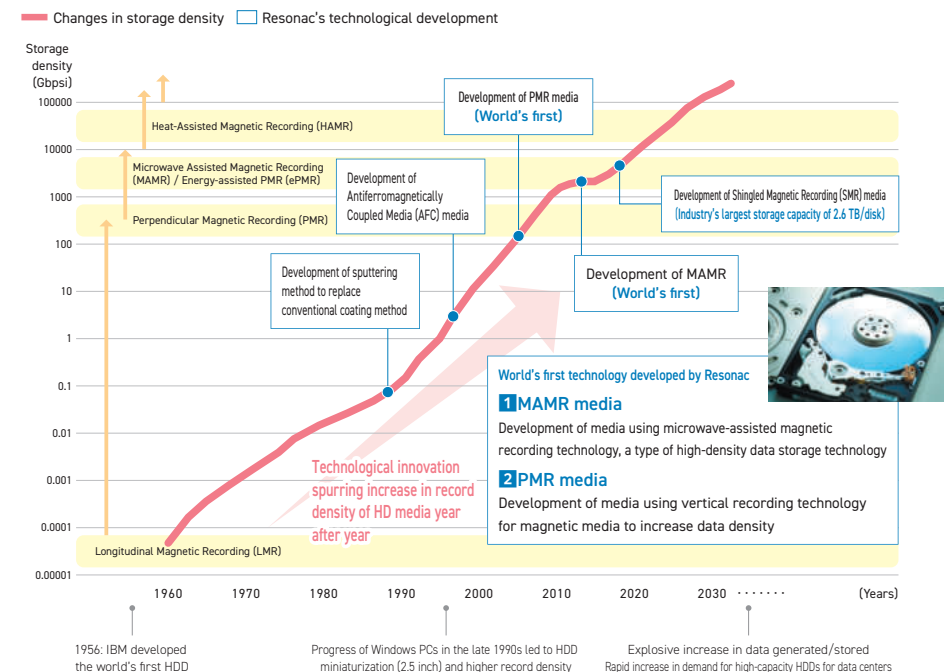 Changes in storage density
Resonac's technological development
Storage
density
(Gbpsi)
100000
10000
1000
100
10
1
0.1
0.01
0.001
0.0001
0.00001
Heat-Assisted Magnetic Recording (HAMR)
Microwave Assisted Magnetic Recording
(MAMR) / Energy-assisted PMR (ePMR)
Perpendicular Magnetic Recording (PMR)
Longitudinal Magnetic Recording (LMR)
Development of PMR media
(World's first)
Development of
Antiferromagnetically
Coupled Media (AFC) media
Development of Shingled Magnetic Recording (SMR) media
(Industry's largest storage capacity of 2.6 TB/disk)
Development of sputtering
method to replace
conventional coating method
Development of MAMR
(World's first)
World's first technology developed by Resonac
1 MAMR media
Development of media using microwave-assisted magnetic
recording technology, a type of high-density data storage technology
2 PMR media
Development of media using vertical recording technology
for magnetic media to increase data density
Technological innovation
spurring increase in record
density of HD media year
after year
1960 1970 1980 1990 2000 2010 2020 2030 ······· (Years)
1956: IBM developed
the world's first HDD
Progress of Windows PCs in the late 1990s led to HDD
miniaturization (2.5 inch) and higher record density
Explosive increase in data generated/stored
Rapid increase in demand for high-capacity HDDs for data centers